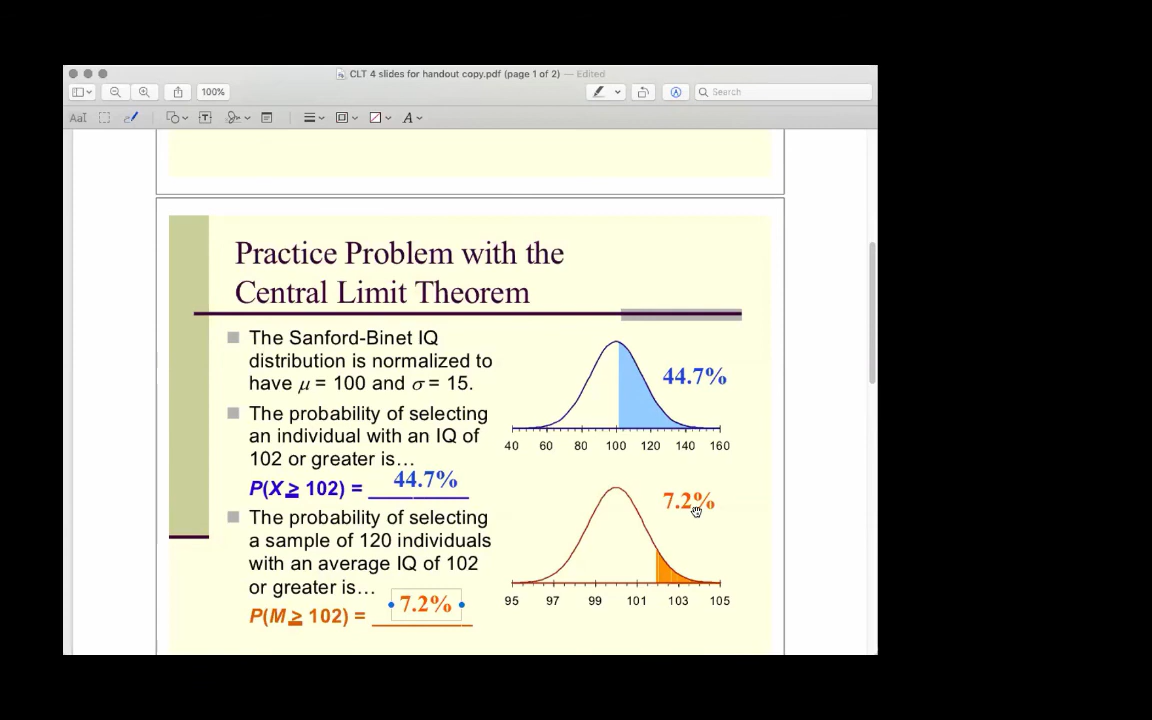 CLT 4 slides for handout copy.pdf (page 1 of 2) — Edited
100%
Search
AaI
T
A
Practice Problem with the
Central Limit Theorem
The Sanford-Binet IQ
distribution is normalized to
have μ = 100 and σ = 15.
The probability of selecting
an individual with an IQ of
102 or greater is…
P(X ≥ 102) = 44.7%
The probability of selecting
a sample of 120 individuals
with an average IQ of 102
or greater is…
P(M ≥ 102) = 7.2%
44.7%
40 60 80 100 120 140 160
7.2%
95 97 99 101 103 105